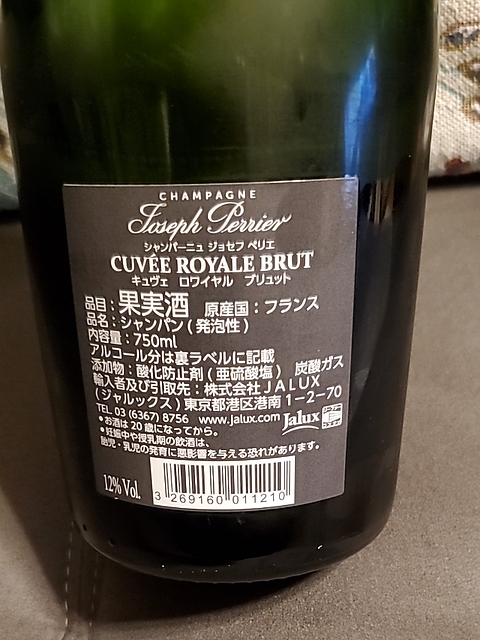 CHAMPAGNE
Joseph Perrier
シャンパーニュ ジョセフ ペリエ
CUVÉE ROYALE BRUT
キュヴェ ロワイヤル ブリュット
品目：果実酒 原産国：フランス
品名：シャンパン(発泡性)
内容量：750ml
アルコール分は裏ラベルに記載
添加物：酸化防止剤(亜硫酸塩) 炭酸ガス
輸入者及び引取先：株式会社JALUX
(ジャルックス)東京都港区港南1-2-70
TEL 03 (6367) 8756 www.jalux.com Jalux
●お酒は20歳になってから。
●妊娠中や授乳期の飲酒は、
胎児・乳児の発育に悪影響を与える恐れがあります。
12% Vol.
3 269160 011210